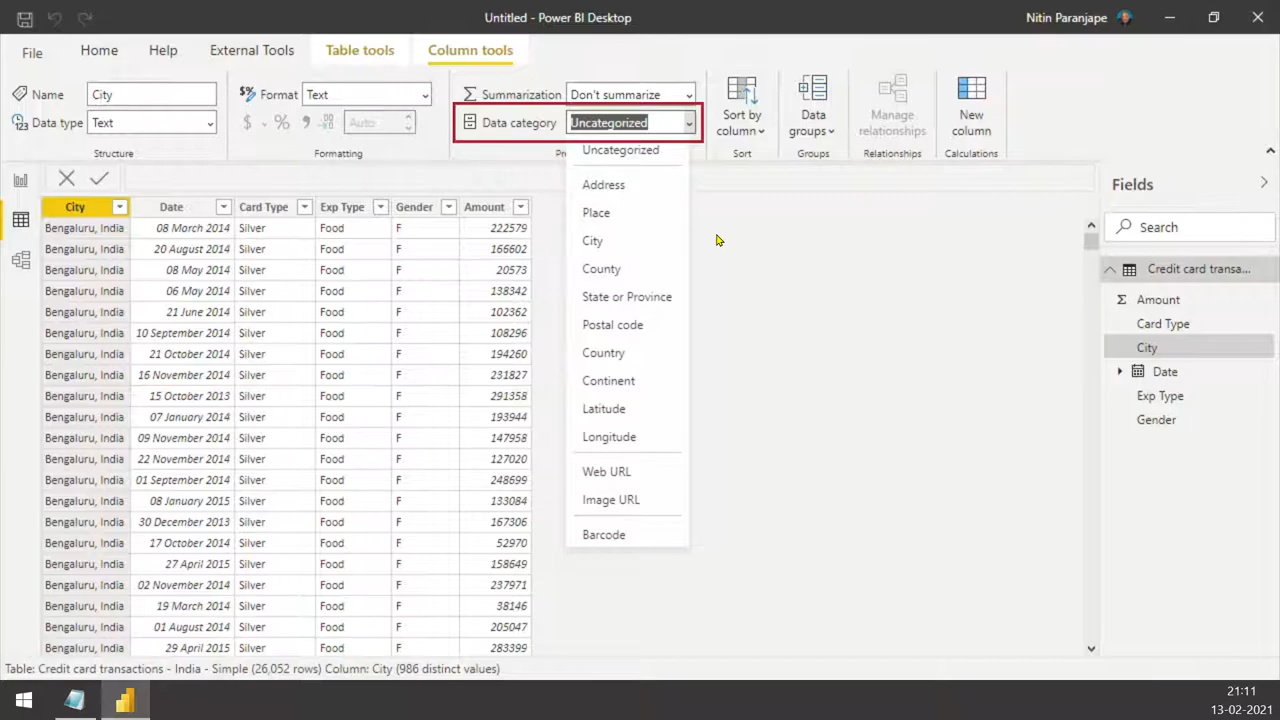 Untitled - Power BI Desktop
Nitin Paranjape
File Home Help External Tools Table tools Column tools
Name City
Format Text
Summarization Don't summarize
Data type Text
$ % Auto
Data category Uncategorized
Sort by column
Data groups
Manage relationships
New column
Structure
Formatting
Sort
Groups
Relationships
Calculations
Uncategorized
Address
Place
City
County
State or Province
Postal code
Country
Continent
Latitude
Longitude
Web URL
Image URL
Barcode
City Date Card Type Exp Type Gender Amount
Bengaluru, India 08 March 2014 Silver Food F 222579
Bengaluru, India 20 August 2014 Silver Food F 166602
Bengaluru, India 08 May 2014 Silver Food F 20573
Bengaluru, India 06 May 2014 Silver Food F 138342
Bengaluru, India 21 June 2014 Silver Food F 102362
Bengaluru, India 10 September 2014 Silver Food F 108296
Bengaluru, India 21 October 2014 Silver Food F 194260
Bengaluru, India 16 November 2014 Silver Food F 231827
Bengaluru, India 15 October 2013 Silver Food F 291358
Bengaluru, India 07 January 2014 Silver Food F 193944
Bengaluru, India 09 November 2014 Silver Food F 147958
Bengaluru, India 22 November 2014 Silver Food F 127020
Bengaluru, India 01 September 2014 Silver Food F 248699
Bengaluru, India 08 January 2015 Silver Food F 133084
Bengaluru, India 30 December 2013 Silver Food F 167306
Bengaluru, India 17 October 2014 Silver Food F 52970
Bengaluru, India 27 April 2015 Silver Food F 158649
Bengaluru, India 02 November 2014 Silver Food F 237971
Bengaluru, India 19 March 2014 Silver Food F 38146
Bengaluru, India 01 August 2014 Silver Food F 205047
Bengaluru, India 29 April 2015 Silver Food F 283399
Fields
Search
Credit card transa...
Amount
Card Type
City
Date
Exp Type
Gender
Table: Credit card transactions - India - Simple (26,052 rows) Column: City (986 distinct values)
21:11
13-02-2021